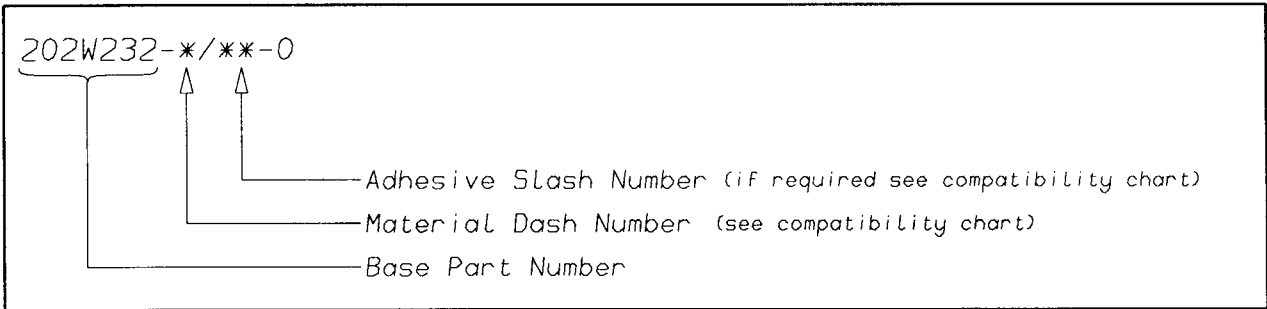 202W232-*/**-0
Adhesive Slash Number (if required see compatibility chart)
Material Dash Number (see compatibility chart)
Base Part Number